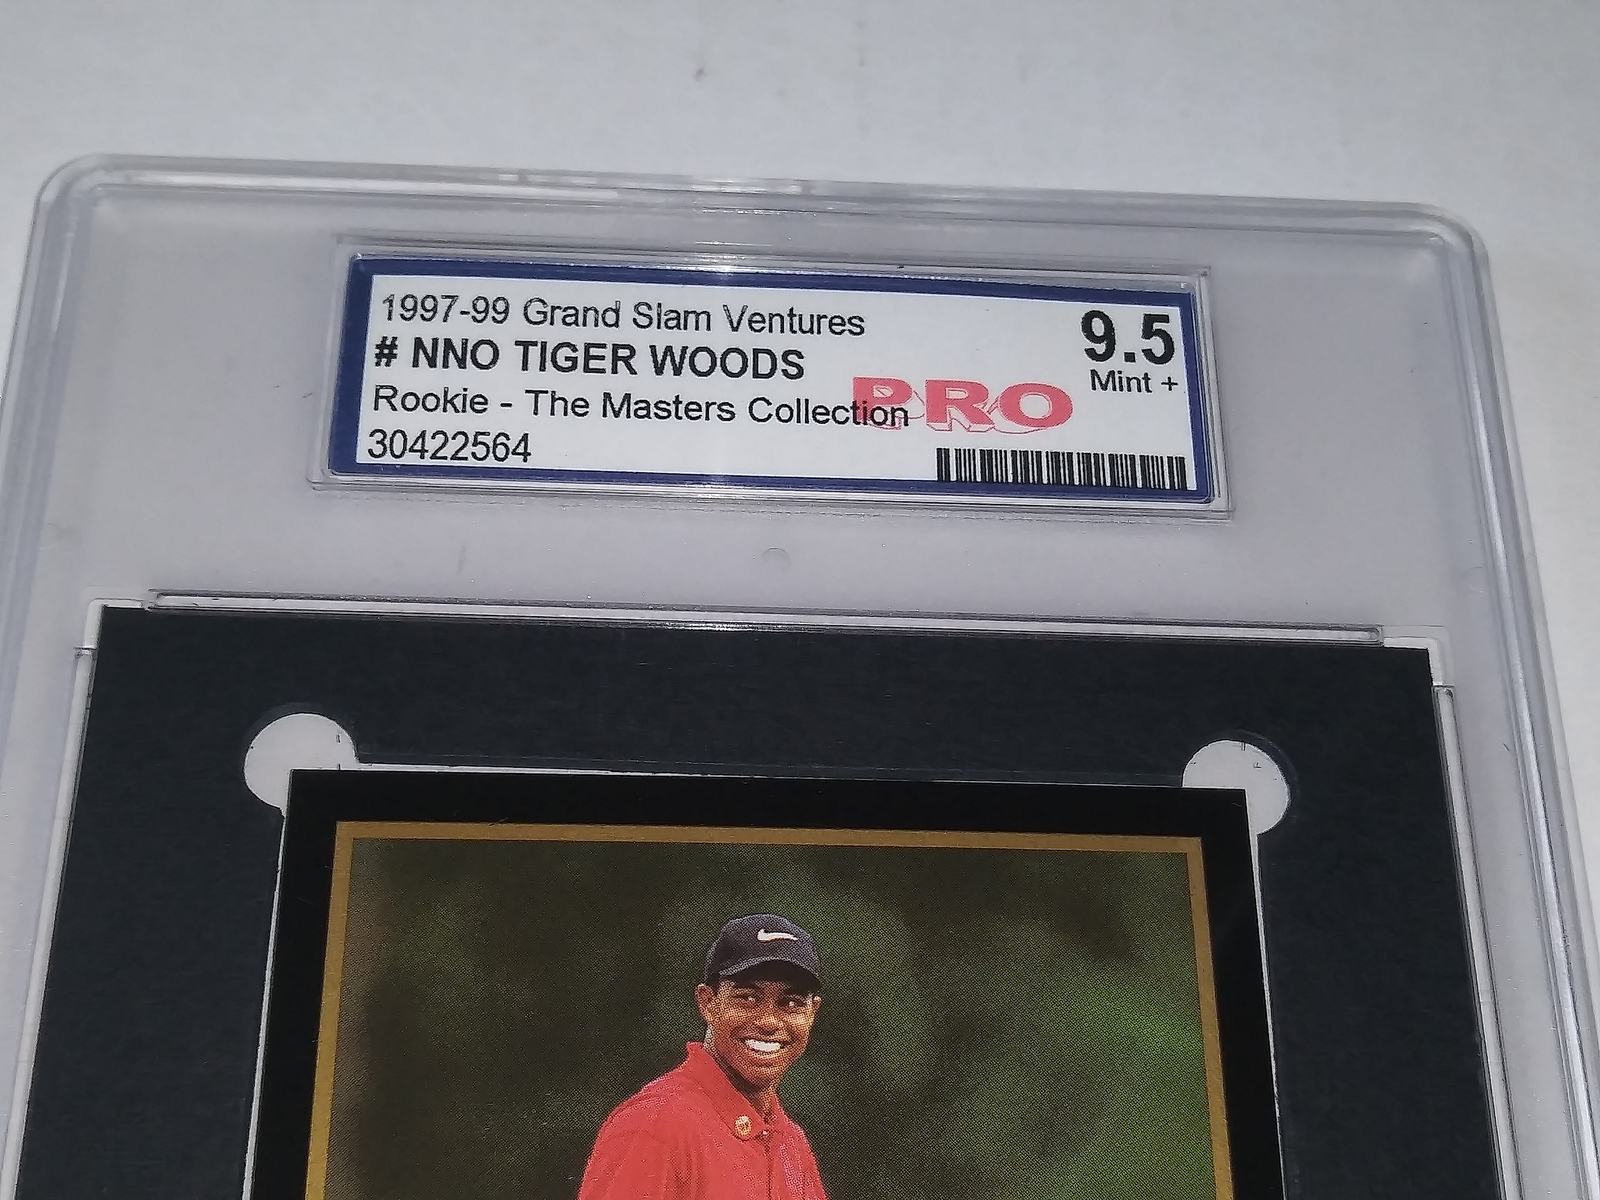 1997-99 Grand Slam Ventures
9.5
# NNO TIGER WOODS
Mint +
PRO
Rookie - The Masters Collection
30422564